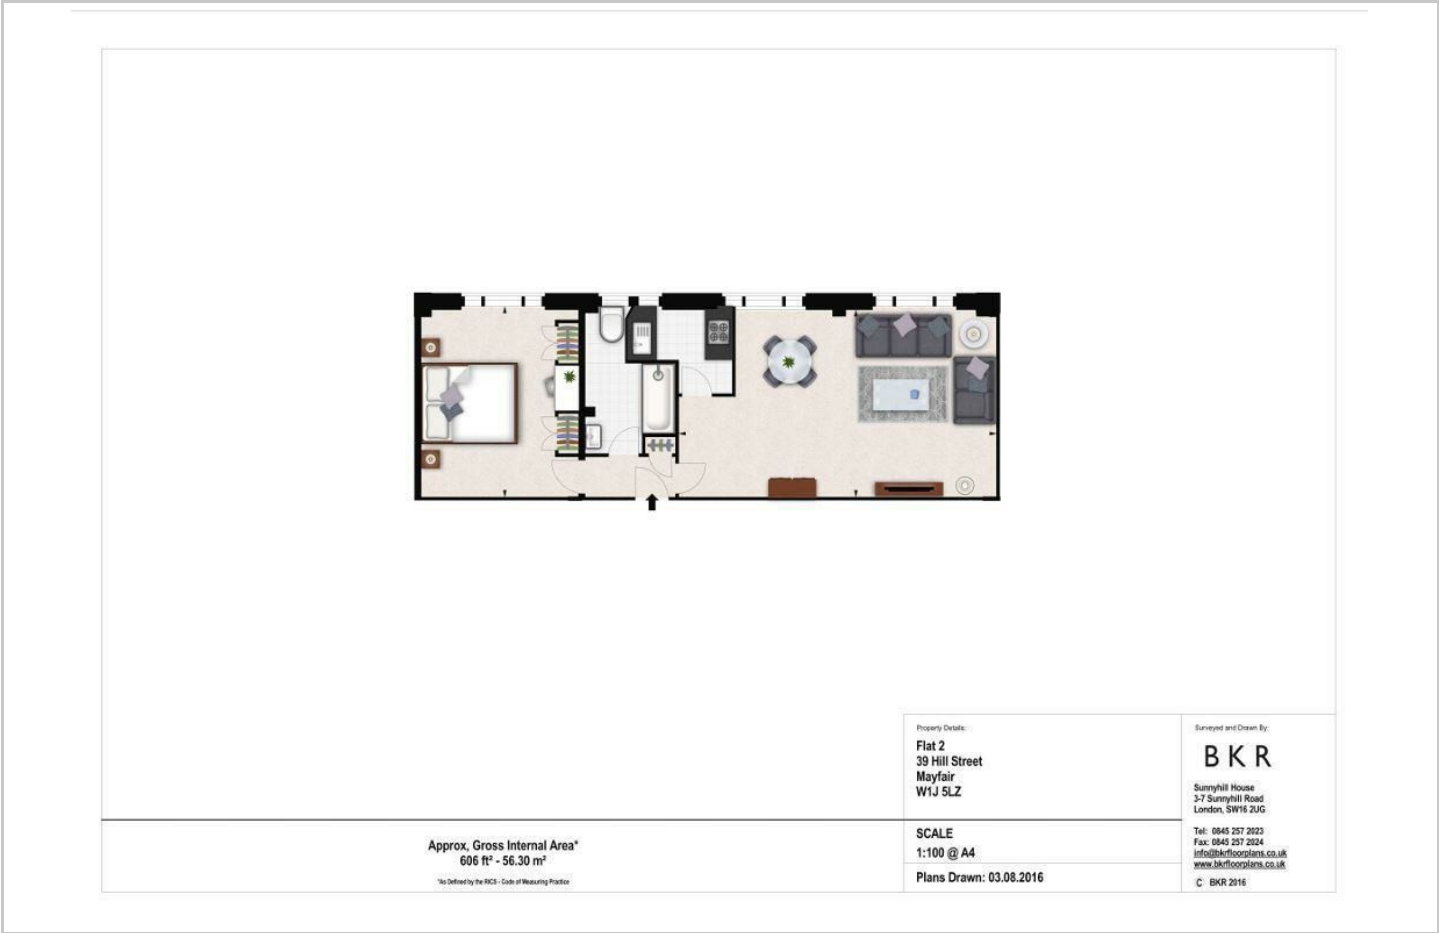 Property Details:
Flat 2
39 Hill Street
Mayfair
W1J 5LZ
Surveyed and Drawn By:
BKR
Sunnyhill House
3-7 Sunnyhill Road
London, SW16 2UG
Tel: 0845 257 2023
Fax: 0845 257 2024
info@bkrfloorplans.co.uk
www.bkrfloorplans.co.uk
C BKR 2016
Approx, Gross Internal Area*
606 ft² - 56.30 m²
*As Defined by the RICS - Code of Measuring Practice
SCALE
1:100 @ A4
Plans Drawn: 03.08.2016